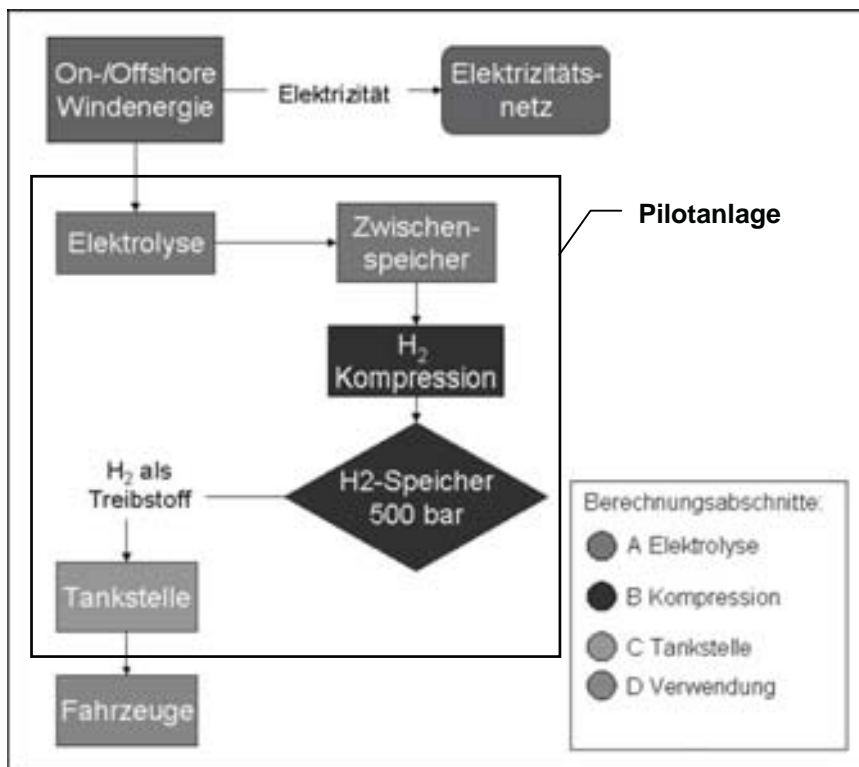 On-/Offshore
Windenergie
Elektrizität
Elektrizitäts-
netz
Pilotanlage
Elektrolyse
Zwischen-
speicher
H₂
Kompression
H2-Speicher
500 bar
H₂ als
Treibstoff
Tankstelle
Fahrzeuge
Berechnungsabschnitte:
A Elektrolyse
B Kompression
C Tankstelle
D Verwendung